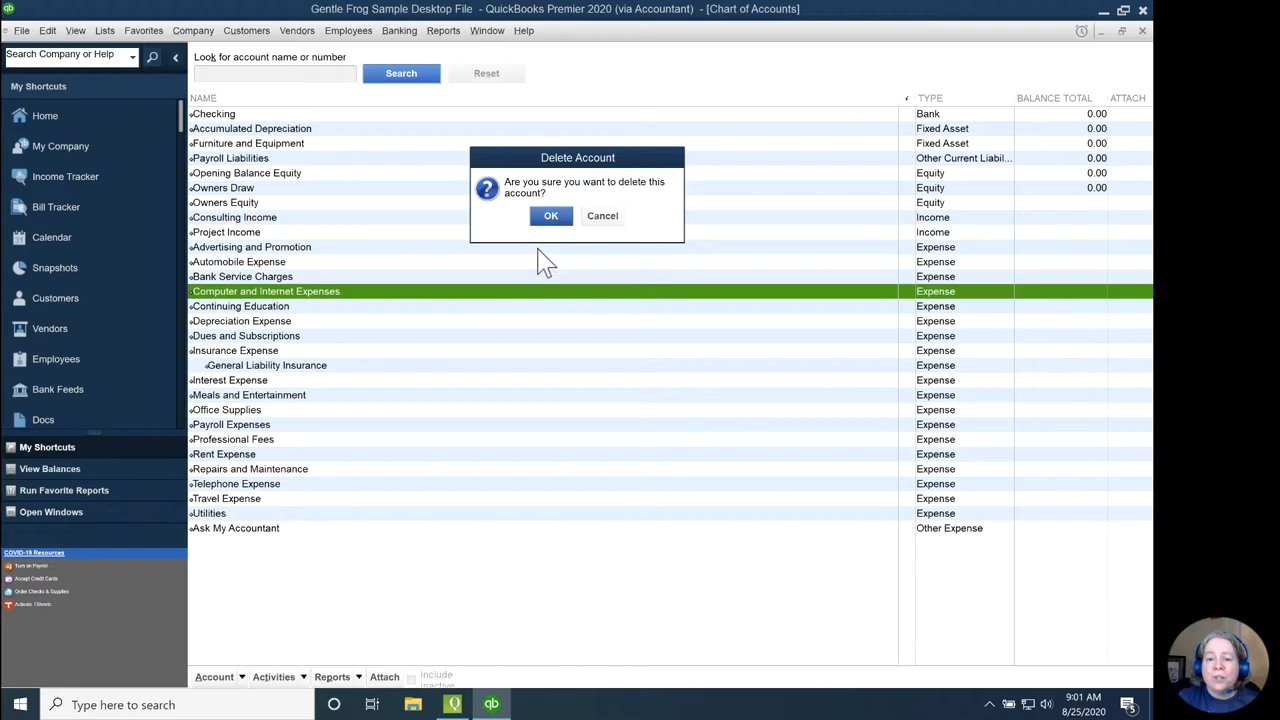 Gentle Frog Sample Desktop File - QuickBooks Premier 2020 (via Accountant) - [Chart of Accounts]
File Edit View Lists Favorites Company Customers Vendors Employees Banking Reports Window Help
Search Company or Help
My Shortcuts
Home
My Company
Income Tracker
Bill Tracker
Calendar
Snapshots
Customers
Vendors
Employees
Bank Feeds
Docs
My Shortcuts
View Balances
Run Favorite Reports
Open Windows
COVID-19 Resources
Turn on Payroll
Accept Credit Cards
Order Checks & Supplies
Activate TSheets
Look for account name or number
Search Reset
NAME TYPE BALANCE TOTAL ATTACH
Checking Bank 0.00
Accumulated Depreciation Fixed Asset 0.00
Furniture and Equipment Fixed Asset 0.00
Payroll Liabilities Other Current Liabil... 0.00
Opening Balance Equity Equity 0.00
Owners Draw Equity 0.00
Owners Equity Equity
Consulting Income Income
Project Income Income
Advertising and Promotion Expense
Automobile Expense Expense
Bank Service Charges Expense
Computer and Internet Expenses Expense
Continuing Education Expense
Depreciation Expense Expense
Dues and Subscriptions Expense
Insurance Expense Expense
General Liability Insurance Expense
Interest Expense Expense
Meals and Entertainment Expense
Office Supplies Expense
Payroll Expenses Expense
Professional Fees Expense
Rent Expense Expense
Repairs and Maintenance Expense
Telephone Expense Expense
Travel Expense Expense
Utilities Expense
Ask My Accountant Other Expense
Delete Account
Are you sure you want to delete this
account?
OK Cancel
Account Activities Reports Attach Include
inactive
Type here to search
9:01 AM
8/25/2020